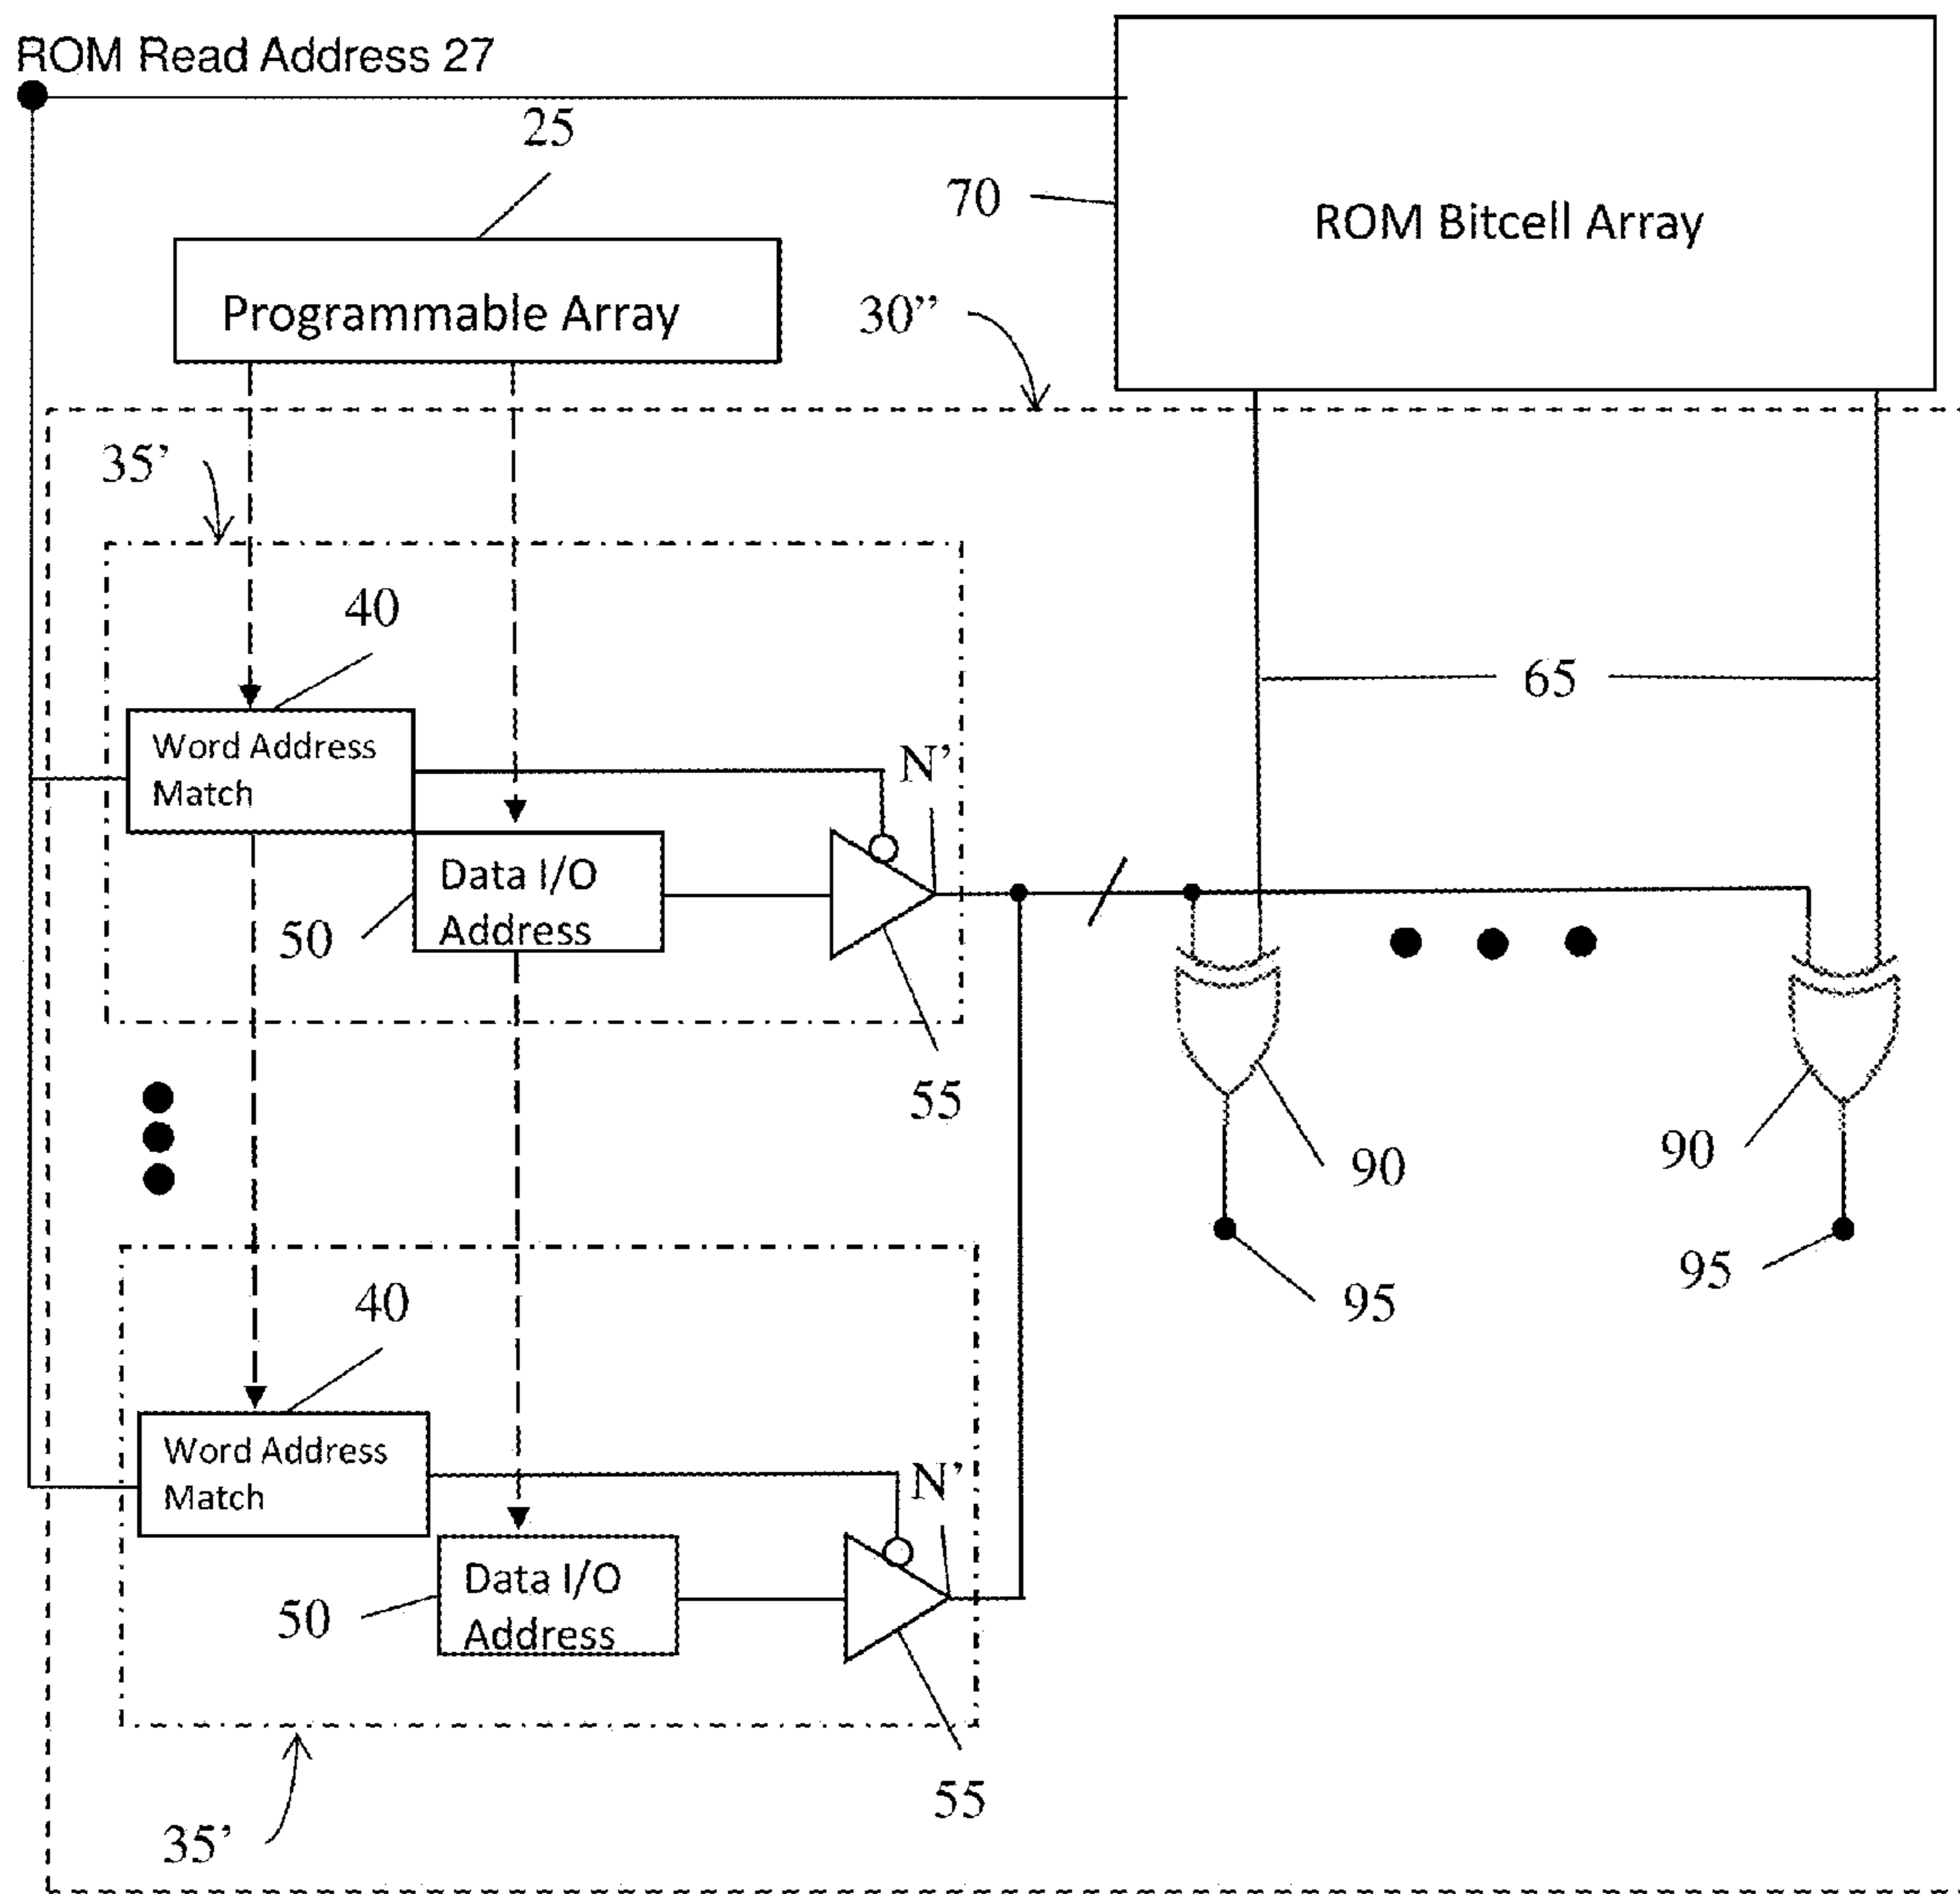 ROM Read Address 27
25
70
ROM Bitcell Array
Programmable Array
30”
35’
40
65
Word Address
Match
N’
Data I/O
Address
50
55
90
90
95
95
40
Word Address
Match
N’
Data I/O
Address
50
55
35’